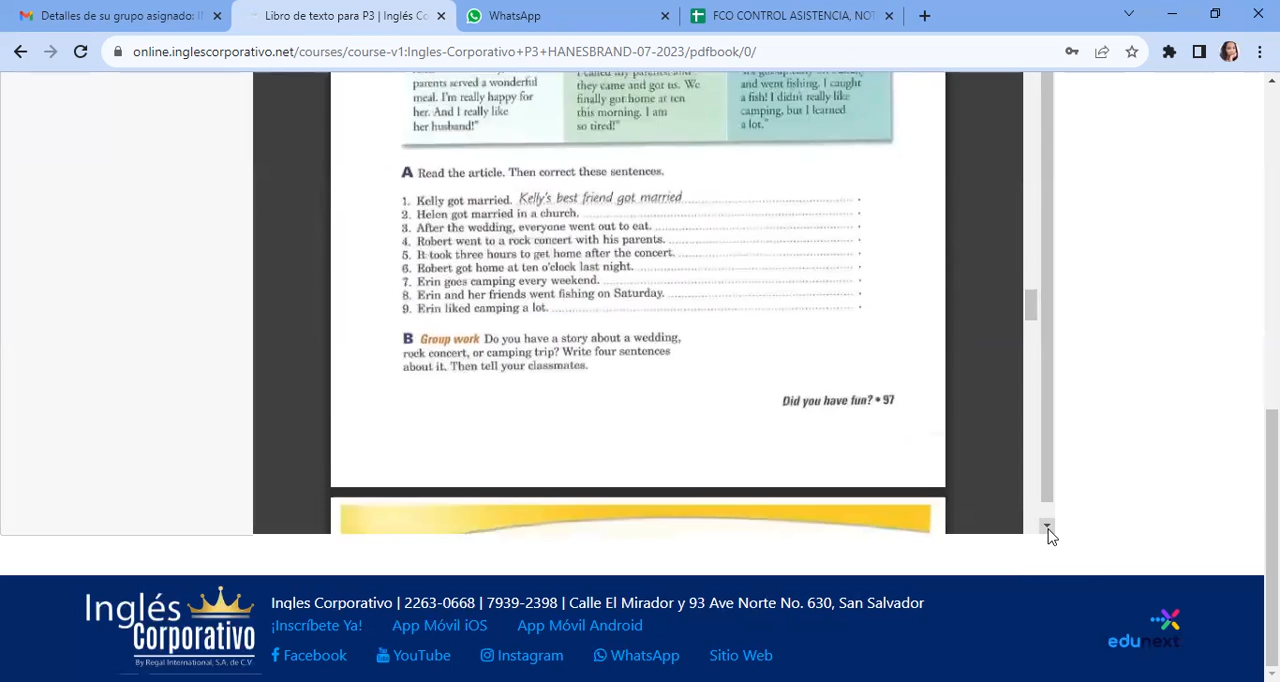 Detalles de su grupo asignado: I
Libro de texto para P3 | Inglés Co
WhatsApp
FCO CONTROL ASISTENCIA, NOT
online.inglescorporativo.net/courses/course-v1:Ingles-Corporativo+P3+HANESBRAND-07-2023/pdfbook/0/
parents served a wonderful
meal. I'm really happy for
her. And I really like
her husband!"
I called my parents, and
they came and got us. We
finally got home at ten
this morning. I am
so tired!"
and went fishing. I caught
a fish! I didn't really like
camping, but I learned
a lot."
A Read the article. Then correct these sentences.
1. Kelly got married. Kelly's best friend got married.
2. Helen got married in a church.
3. After the wedding, everyone went out to eat.
4. Robert went to a rock concert with his parents.
5. It took three hours to get home after the concert.
6. Robert got home at ten o'clock last night.
7. Erin goes camping every weekend.
8. Erin and her friends went fishing on Saturday.
9. Erin liked camping a lot.
B Group work Do you have a story about a wedding,
rock concert, or camping trip? Write four sentences
about it. Then tell your classmates.
Did you have fun? • 97
Inglés
Corporativo
By Regal International, S.A. de C.V
Ingles Corporativo | 2263-0668 | 7939-2398 | Calle El Mirador y 93 Ave Norte No. 630, San Salvador
¡Inscríbete Ya! App Móvil iOS App Móvil Android
Facebook YouTube Instagram WhatsApp Sitio Web
edunext